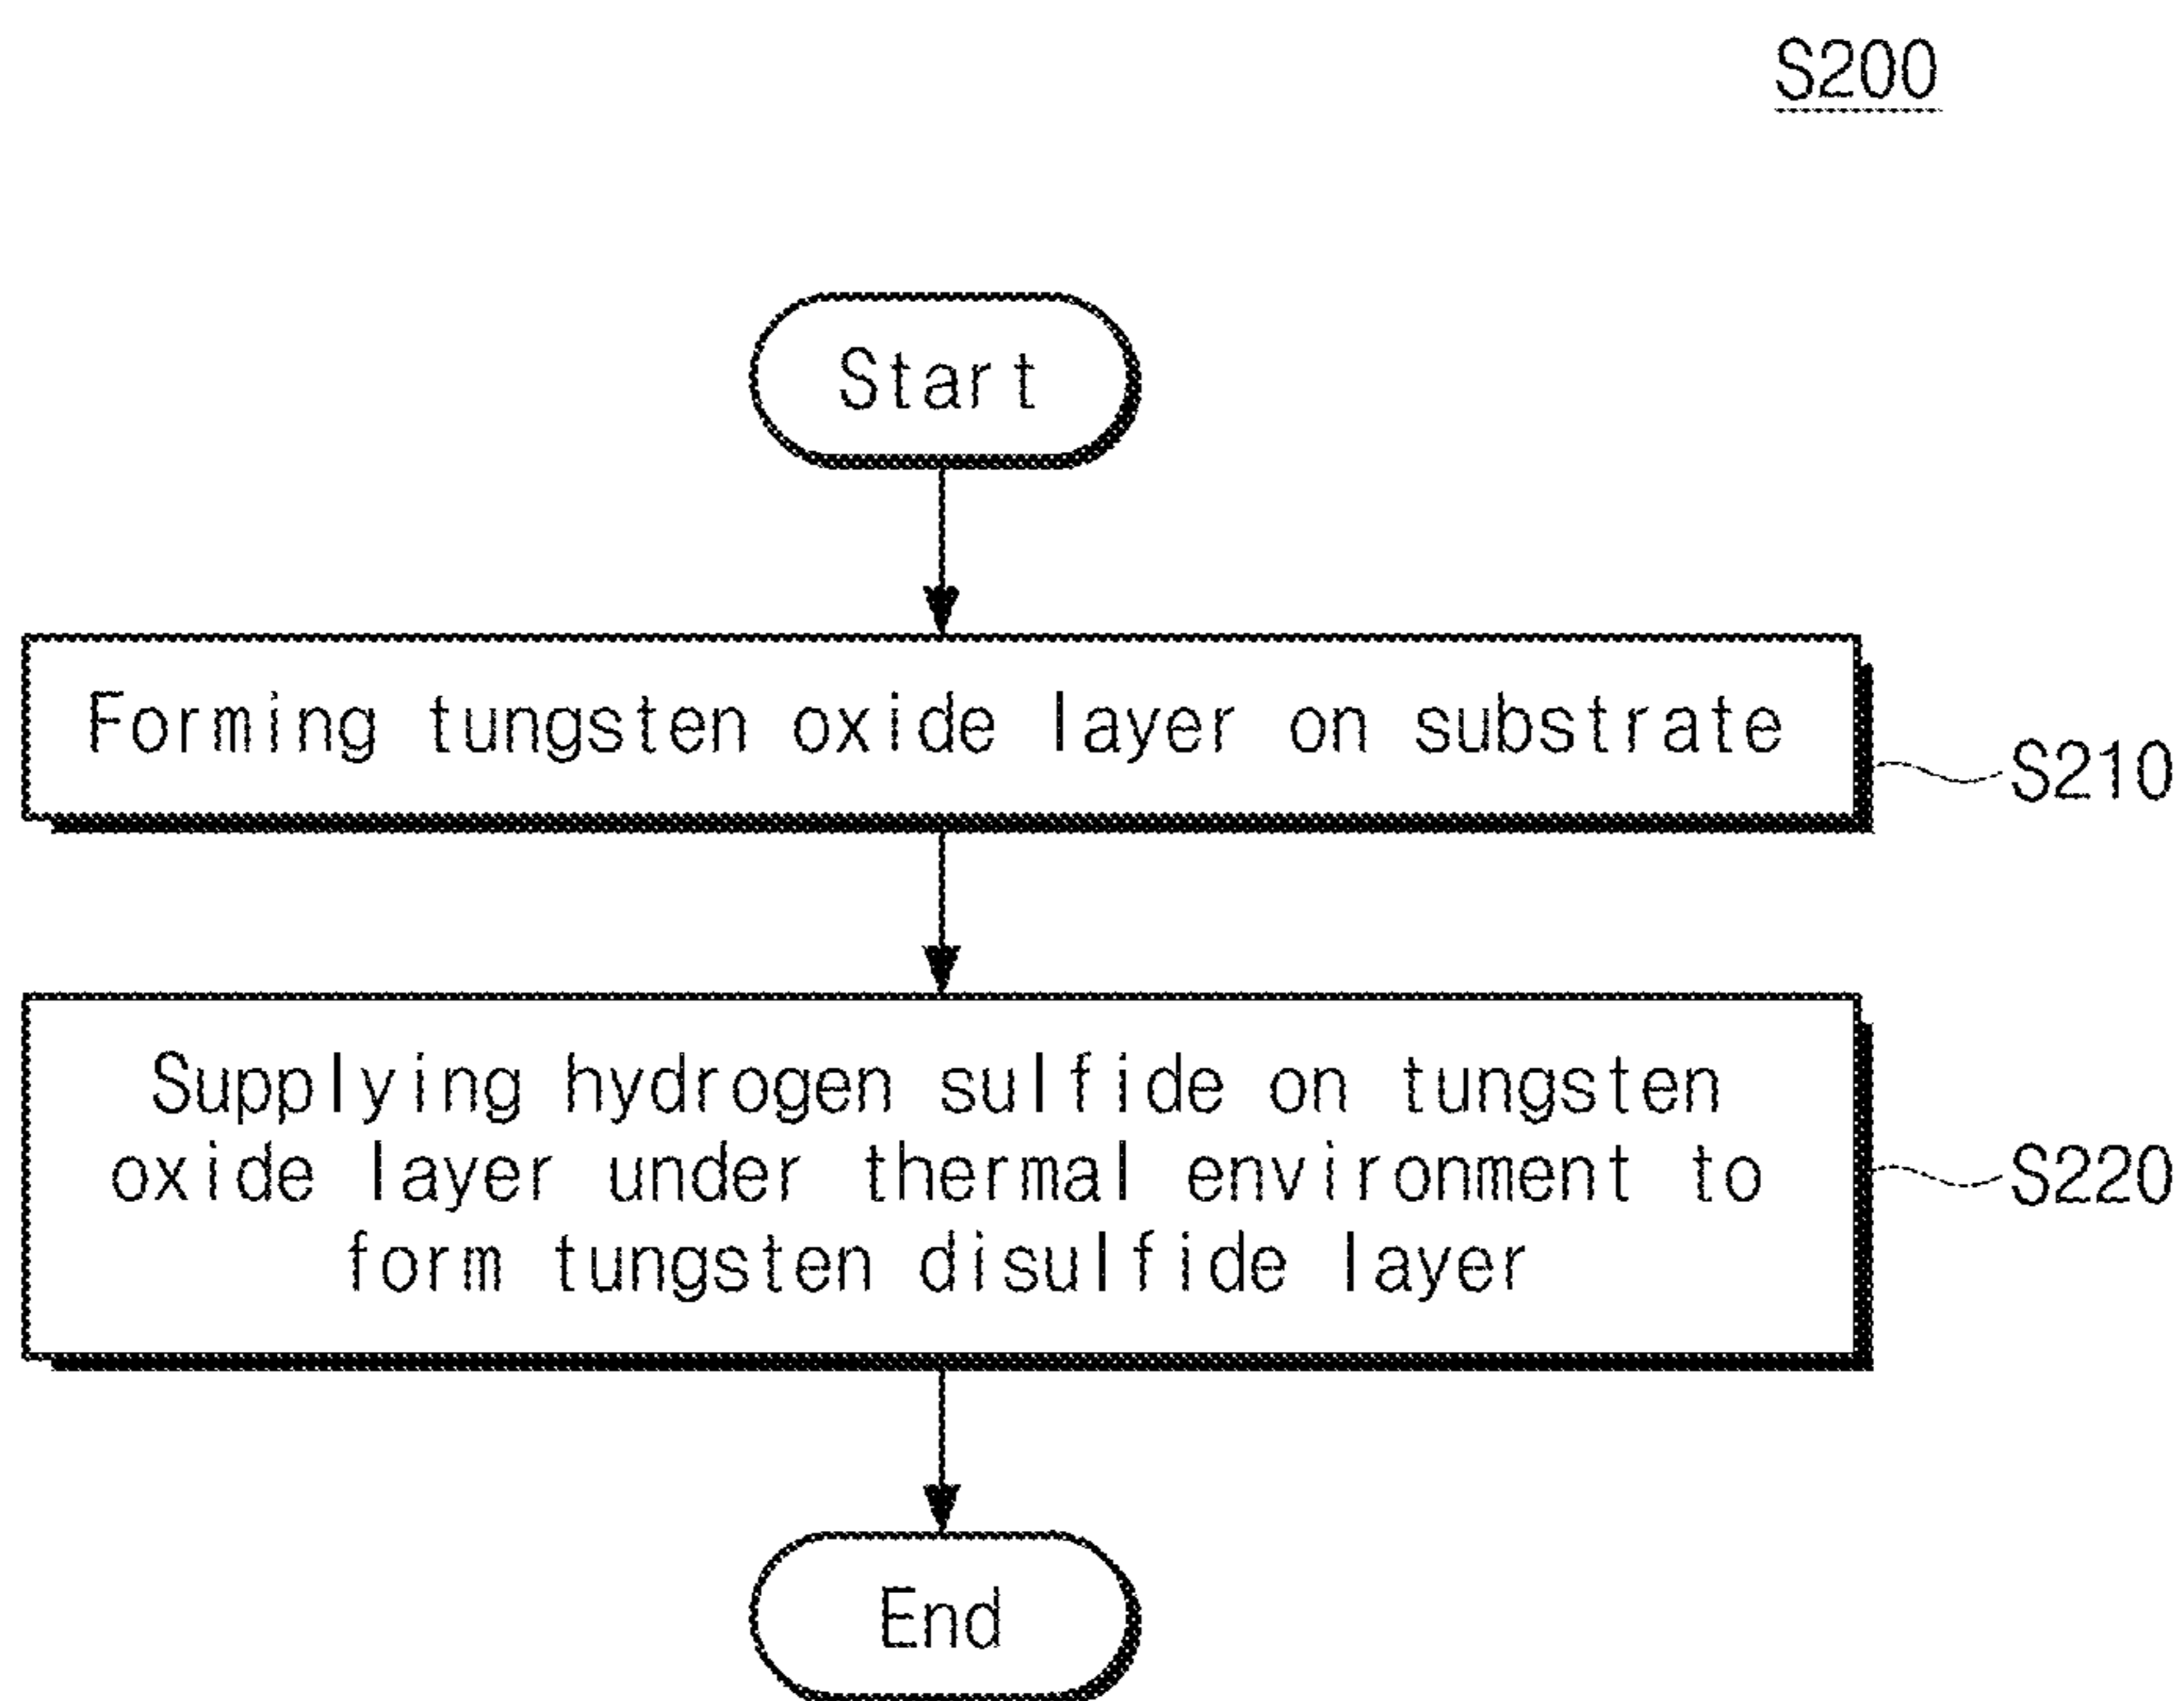 S200
Start
Forming tungsten oxide layer on substrate
S210
Supplying hydrogen sulfide on tungsten
oxide layer under thermal environment to
form tungsten disulfide layer
S220
End